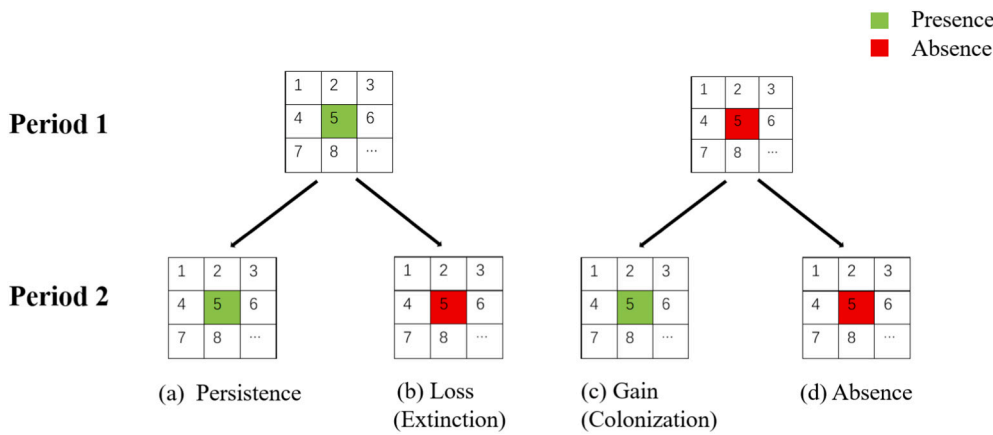 Presence
Absence
Period 1
1 2 3
4 5 6
7 8 ...
1 2 3
4 5 6
7 8 ...
Period 2
1 2 3
4 5 6
7 8 ...
1 2 3
4 5 6
7 8 ...
1 2 3
4 5 6
7 8 ...
1 2 3
4 5 6
7 8 ...
(a) Persistence
(b) Loss
(Extinction)
(c) Gain
(Colonization)
(d) Absence